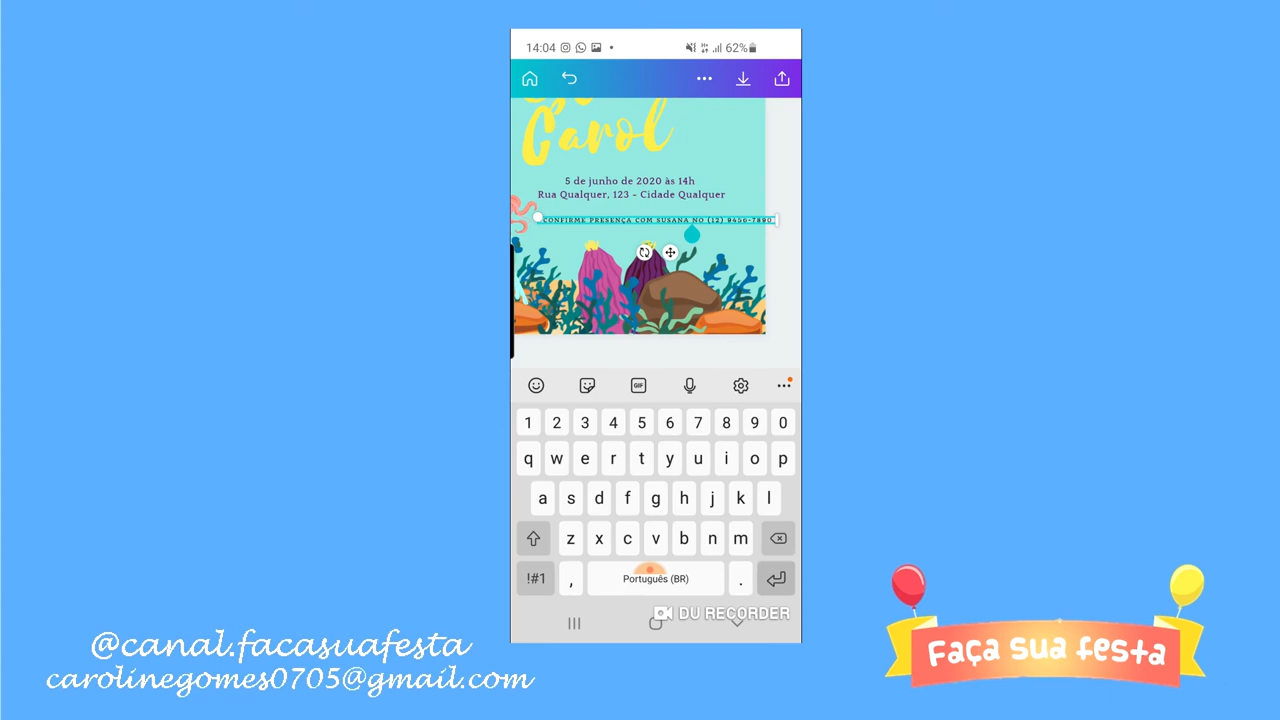 14:04
62%
Carol
5 de junho de 2020 às 14h
Rua Qualquer, 123 - Cidade Qualquer
CONFIRME PRESENÇA COM SUSANA NO (12) 3456-7890
GIF
1 2 3 4 5 6 7 8 9 0
q w e r t y u i o p
a s d f g h j k l
z x c v b n m
!#1 , Português (BR) .
DU RECORDER
@canal.facasuafesta
carolinegomes0705@gmail.com
Faça sua festa